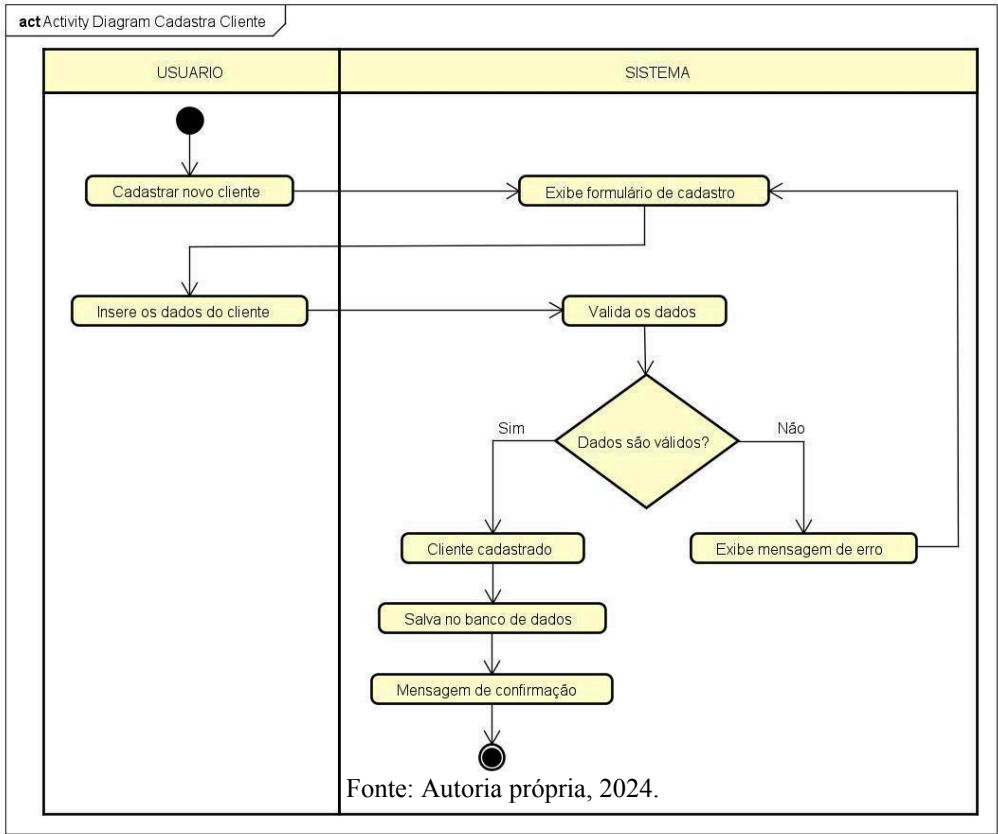 act Activity Diagram Cadastra Cliente
USUARIO
SISTEMA
Cadastrar novo cliente
Exibe formulário de cadastro
Insere os dados do cliente
Valida os dados
Dados são válidos?
Sim
Não
Cliente cadastrado
Exibe mensagem de erro
Salva no banco de dados
Mensagem de confirmação
Fonte: Autoria própria, 2024.